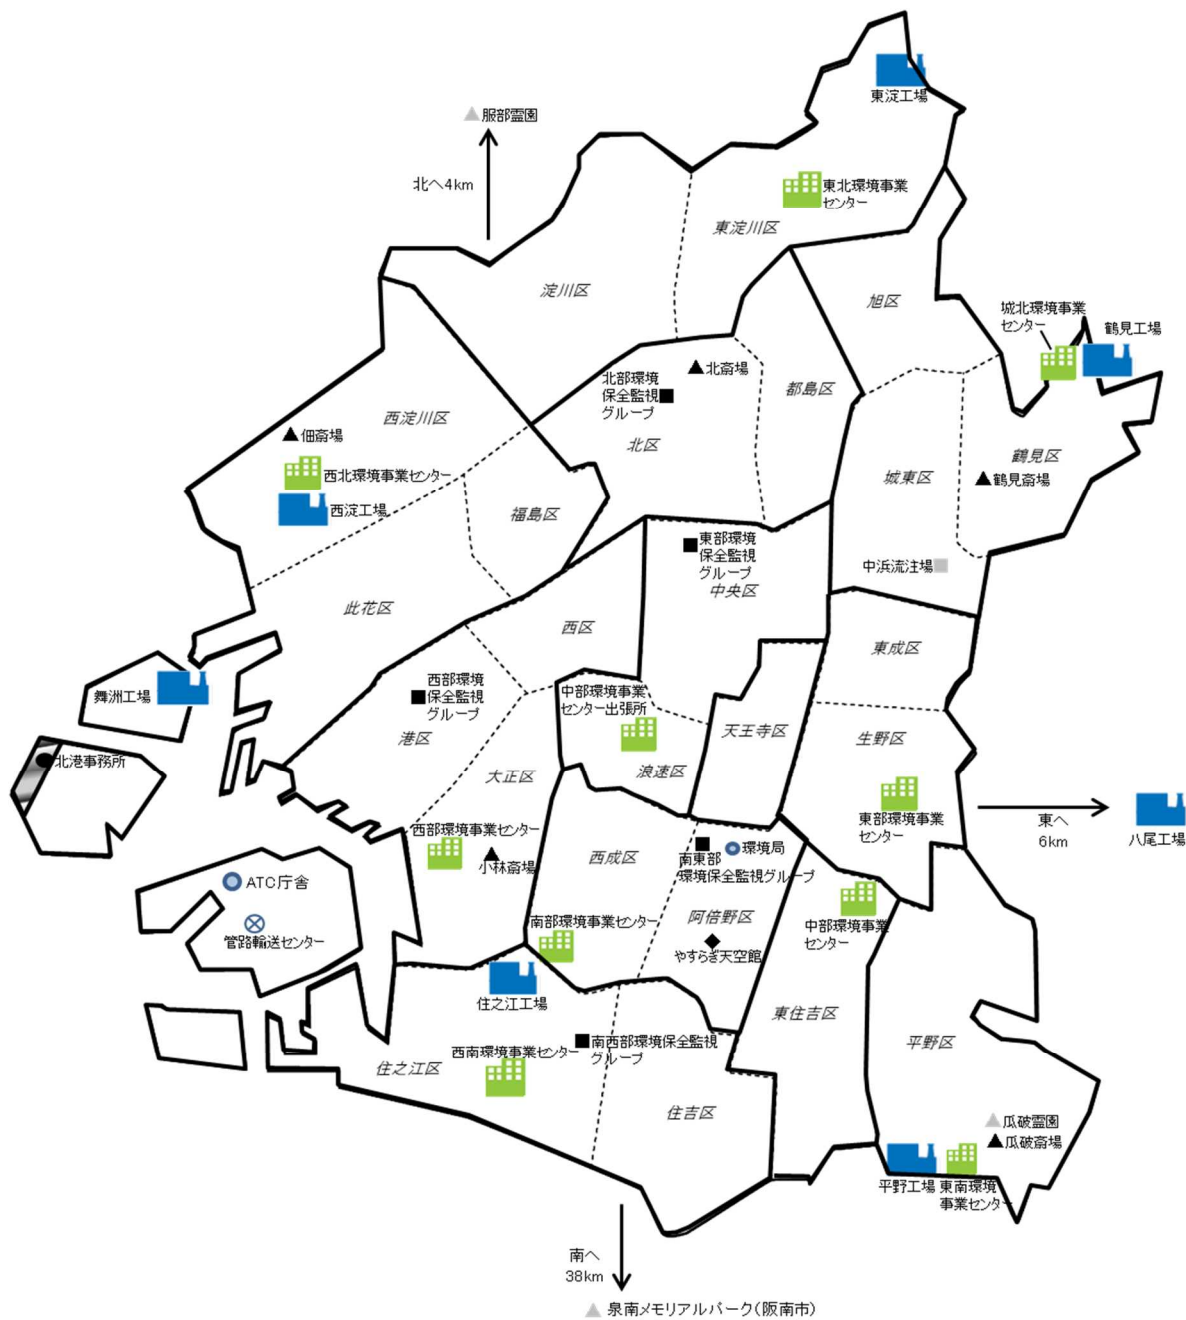 東淀工場
服部霊園
北へ4km
東北環境事業
センター
東淀川区
淀川区
旭区
城北環境事業
センター
鶴見工場
北斎場
北部環境
保全監視
グループ
都島区
西淀川区
佃斎場
北区
鶴見区
西北環境事業センター
城東区
鶴見斎場
西淀工場
福島区
東部環境
保全監視
グループ
中浜流注場
中央区
此花区
西区
東成区
西部環境
保全監視
グループ
舞洲工場
中部環境事業
センター出張所
天王寺区
港区
生野区
北港事務所
大正区
浪速区
東部環境事業
センター
東へ
6km
八尾工場
西部環境事業センター
小林斎場
西成区
環境局
南東部
環境保全監視グループ
ATC庁舎
管路輸送センター
南部環境事業センター
阿倍野区
中部環境事業
センター
やすらぎ天空館
住之江工場
東住吉区
南西部環境保全監視
グループ
平野区
西南環境事業センター
住之江区
住吉区
瓜破霊園
瓜破斎場
平野工場
東南環境
事業センター
南へ
38km
泉南メモリアルパーク(阪南市)